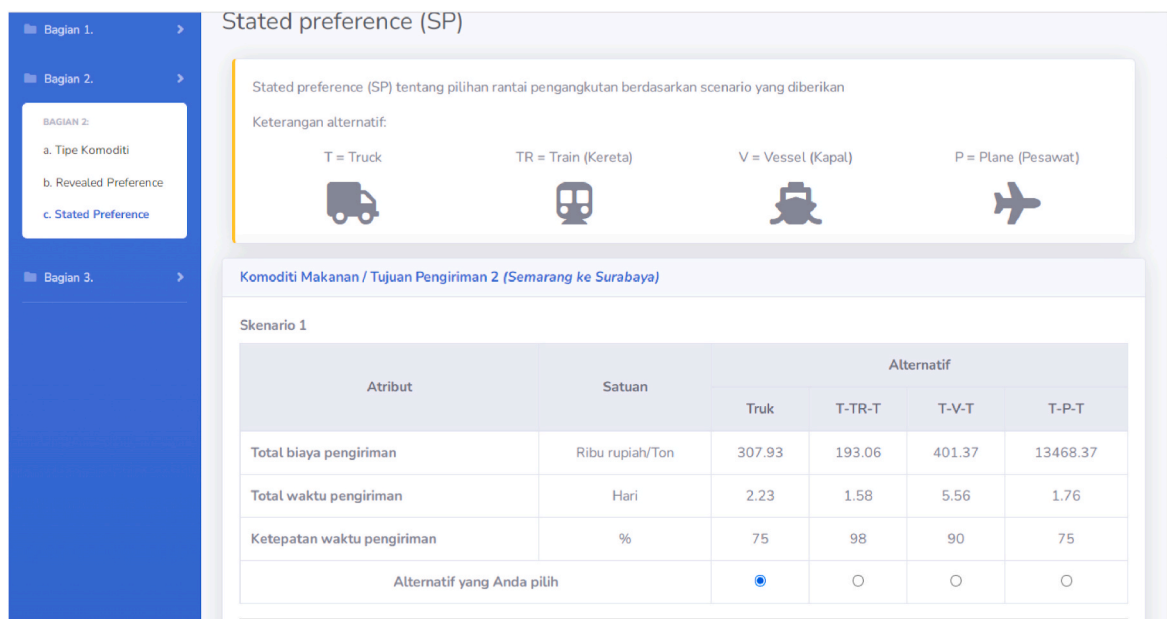 Bagian 1.
Bagian 2.
BAGIAN 2:
a. Tipe Komoditi
b. Revealed Preference
c. Stated Preference
Bagian 3.
Stated preference (SP)
Stated preference (SP) tentang pilihan rantai pengangkutan berdasarkan scenario yang diberikan
Keterangan alternatif:
T = Truck TR = Train (Kereta) V = Vessel (Kapal) P = Plane (Pesawat)
Komoditi Makanan / Tujuan Pengiriman 2 (Semarang ke Surabaya)
Skenario 1
Atribut Satuan Alternatif
Truk T-TR-T T-V-T T-P-T
Total biaya pengiriman Ribu rupiah/Ton 307.93 193.06 401.37 13468.37
Total waktu pengiriman Hari 2.23 1.58 5.56 1.76
Ketepatan waktu pengiriman % 75 98 90 75
Alternatif yang Anda pilih